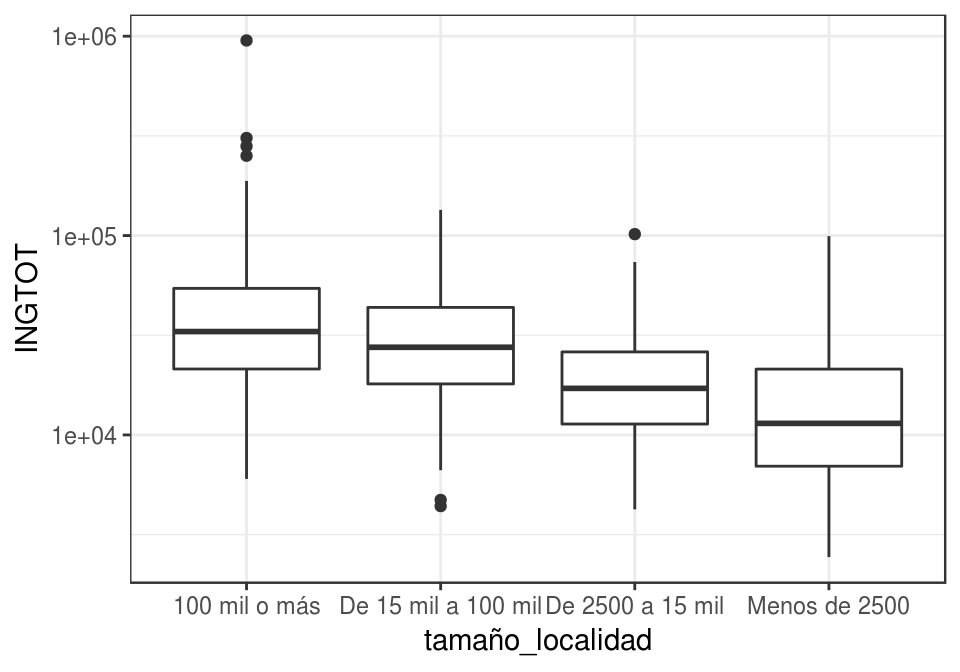 1e+06
1e+05
1e+04
INGTOT
100 mil o más
De 15 mil a 100 mil
De 2500 a 15 mil
Menos de 2500
tamaño_localidad